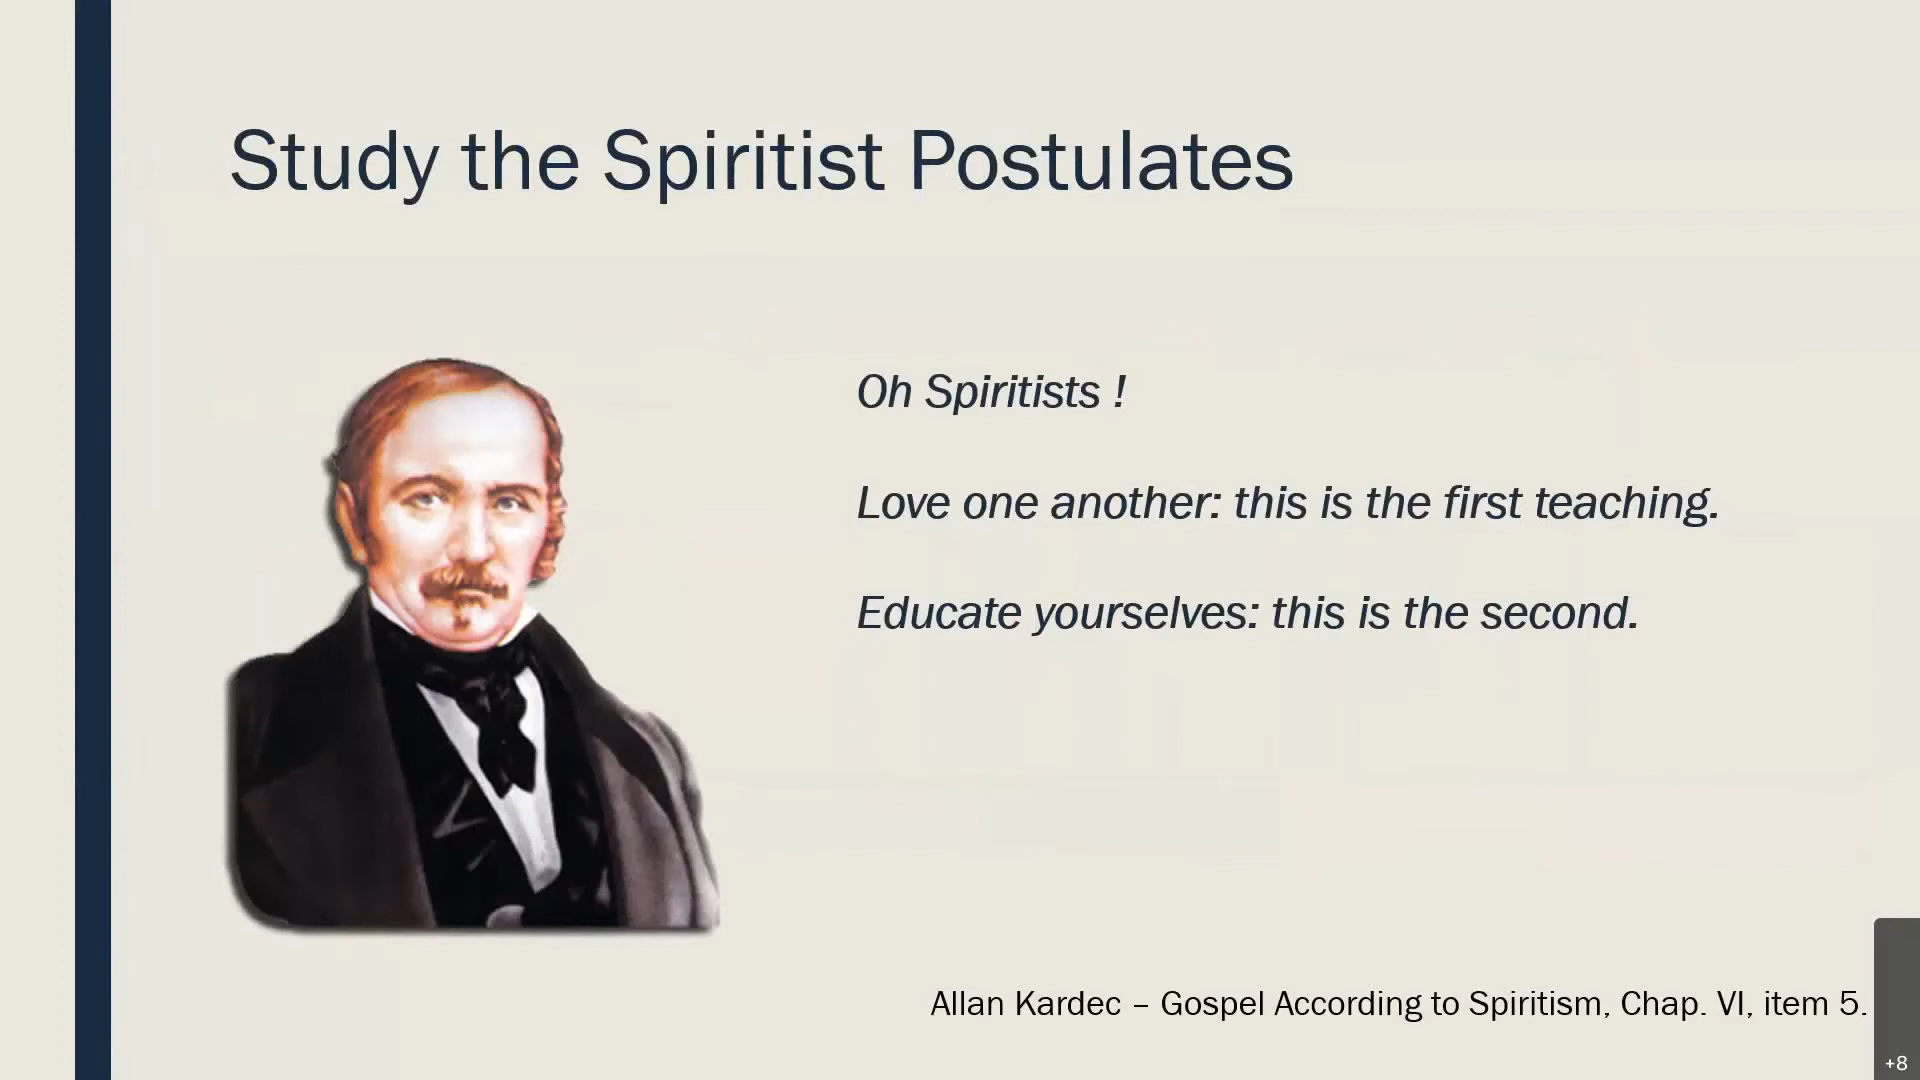 Study the Spiritist Postulates
Oh Spiritists !
Love one another: this is the first teaching.
Educate yourselves: this is the second.
Allan Kardec – Gospel According to Spiritism, Chap. VI, item 5.
+8